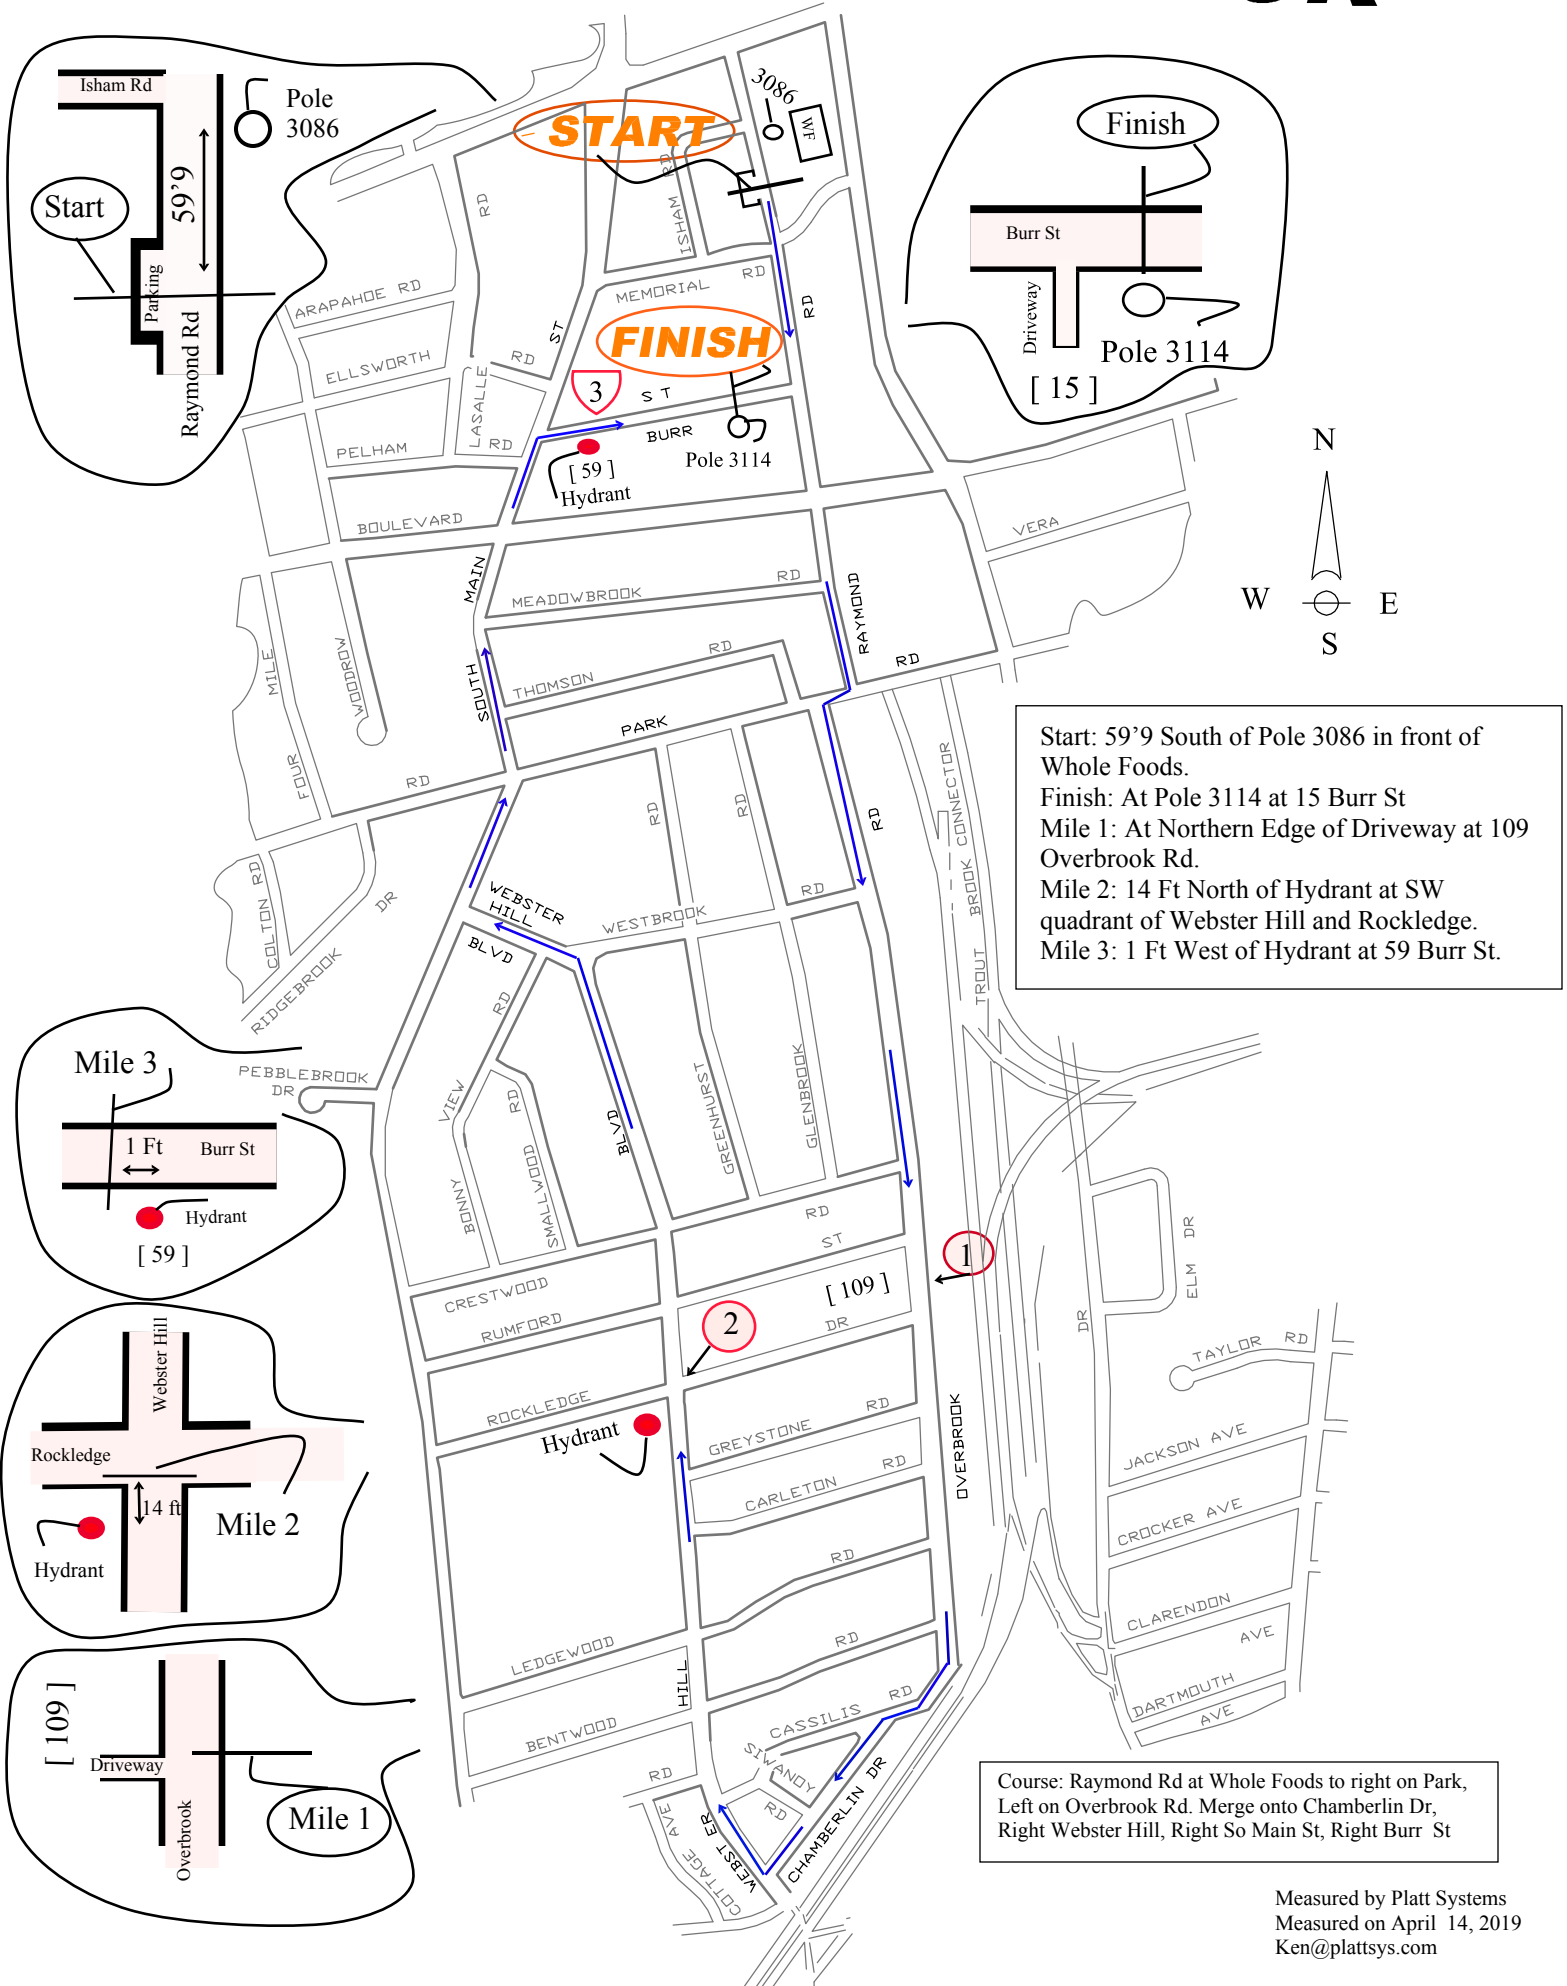 Isham Rd
Pole
3086
59'9
Start
Parking
Raymond Rd
START
3086
WF
Finish
Burr St
Driveway
Pole 3114
[ 15 ]
RD
ISHAM RD
ARAPAHOE RD
MEMORIAL RD
ST
RD
FINISH
ELLSWORTH
RD
LASALLE
3
S T
BURR
PELHAM
RD
[ 59 ]
Hydrant
Pole 3114
BOULEVARD
VERA
N
W E
S
MAIN
MEADOWBROOK RD
RAYMOND
RD
MILE
WOODROW
SOUTH
THOMSON RD
PARK
FOUR
RD
RD
RD
RD
BROOK CONNECTOR
TROUT
Start: 59'9 South of Pole 3086 in front of
Whole Foods.
Finish: At Pole 3114 at 15 Burr St
Mile 1: At Northern Edge of Driveway at 109
Overbrook Rd.
Mile 2: 14 Ft North of Hydrant at SW
quadrant of Webster Hill and Rockledge.
Mile 3: 1 Ft West of Hydrant at 59 Burr St.
COLTON RD
RIDGEBROOK DR
WEBSTER
HILL
BLVD
WESTBROOK RD
RD
Mile 3
1 Ft
Burr St
Hydrant
[ 59 ]
PEBBLEBROOK
DR
VIEW
BONNY
RD
SMALLWOOD
BLVD
GREENHURST
GLENBROOK
RD
ST
CRESTWOOD
RUMFORD
[ 109 ]
1
2
DR
ELM DR
DR
TAYLOR RD
Webster Hill
Rockledge
14 ft
Mile 2
Hydrant
ROCKLEDGE
Hydrant
GREYSTONE RD
CARLETON RD
OVERBROOK
JACKSON AVE
CROCKER AVE
RD
CLARENDON
AVE
LEDGEWOOD
RD
HILL
BENTWOOD
RD
CASSILIS RD
SIWANOY
RD
DARTMOUTH
AVE
[ 109 ]
Driveway
Overbrook
Mile 1
COTTAGE AVE
WEBST ER
CHAMBERLIN DR
Course: Raymond Rd at Whole Foods to right on Park,
Left on Overbrook Rd. Merge onto Chamberlin Dr,
Right Webster Hill, Right So Main St, Right Burr St
Measured by Platt Systems
Measured on April 14, 2019
Ken@plattsys.com